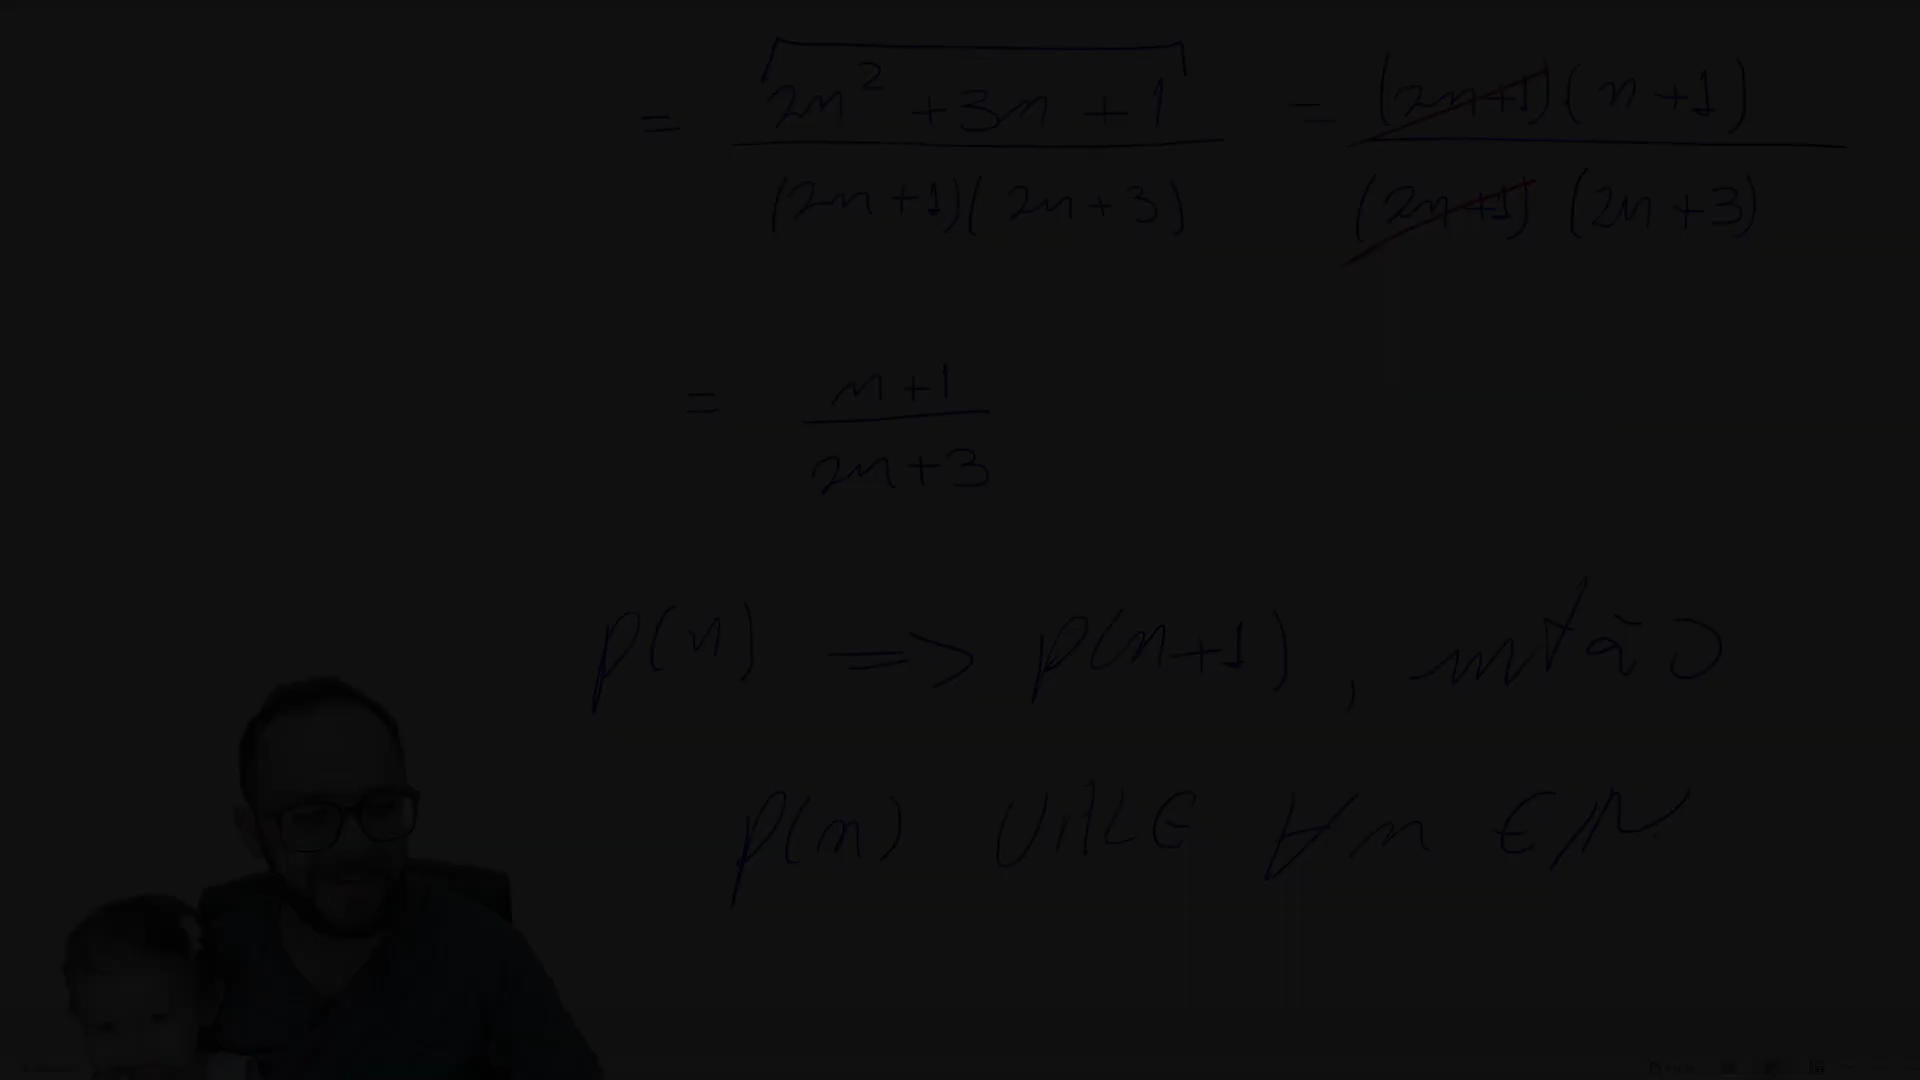 = 2n² + 3n + 1 / (2n+1)(2n+3) = (2n+1)(n+1) / (2n+1)(2n+3)
= n+1 / 2n+3
P(n) => P(n+1), então
P(n) VALE ∀n ∈ N